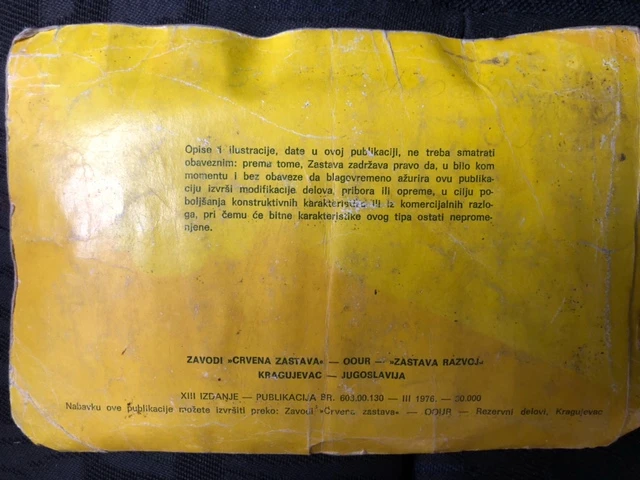 Opise i ilustracije, date u ovoj publikaciji, ne treba smatrati
obaveznim: prema tome, Zastava zadržava pravo da, u bilo kom
momentu i bez obaveze da blagovremeno ažurira ovu publika-
ciju izvrši modifikacije delova, pribora ili opreme, u cilju po-
boljšanja konstruktivnih karakteristika ili iz komercijalnih razlo-
ga, pri čemu će bitne karakteristike ovog tipa ostati neprome-
njene.
ZAVODI »CRVENA ZASTAVA« — OOUR — »ZASTAVA RAZVOJ«
KRAGUJEVAC — JUGOSLAVIJA
XIII IZDANJE — PUBLIKACIJA BR. 603.00.130 — III 1976. — 20.000
Nabavku ove publikacije možete izvršiti preko: Zavodi »Crvena zastava« — OOUR — Rezervni delovi, Kragujevac